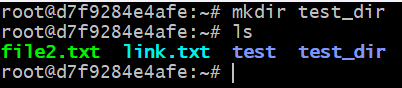 root@d7f9284e4afe:~# mkdir test_dir
root@d7f9284e4afe:~# ls
file2.txt link.txt test test_dir
root@d7f9284e4afe:~#